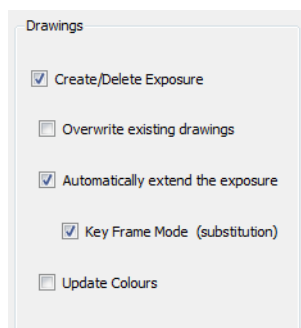 Drawings
Create/Delete Exposure
Overwrite existing drawings
Automatically extend the exposure
Key Frame Mode (substitution)
Update Colours